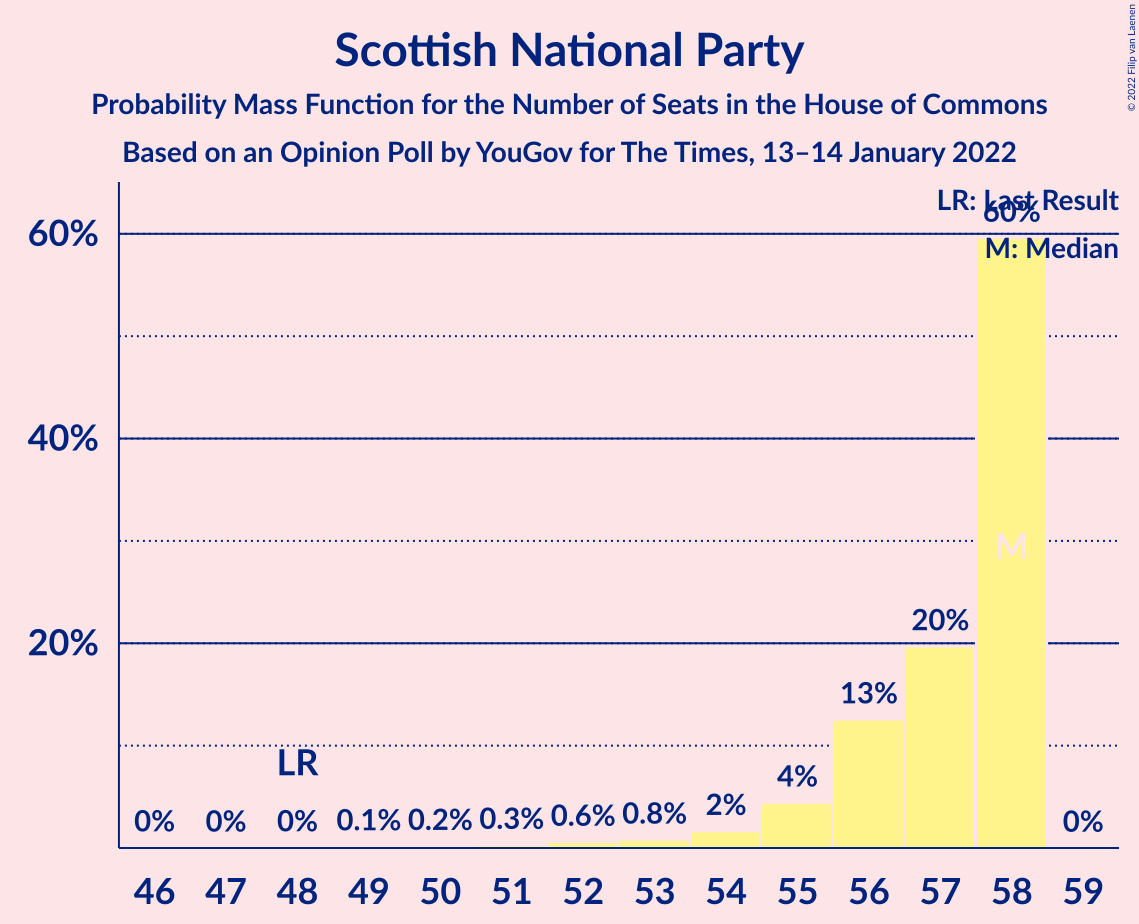 Scottish National Party
Probability Mass Function for the Number of Seats in the House of Commons
Based on an Opinion Poll by YouGov for The Times, 13–14 January 2022
© 2022 Filip van Laenen
LR: Last Result
M: Median
60%
40%
20%
0% 0% 0% 0.1% 0.2% 0.3% 0.6% 0.8% 2% 4% 13% 20% 60% 0%
LR
M
46 47 48 49 50 51 52 53 54 55 56 57 58 59